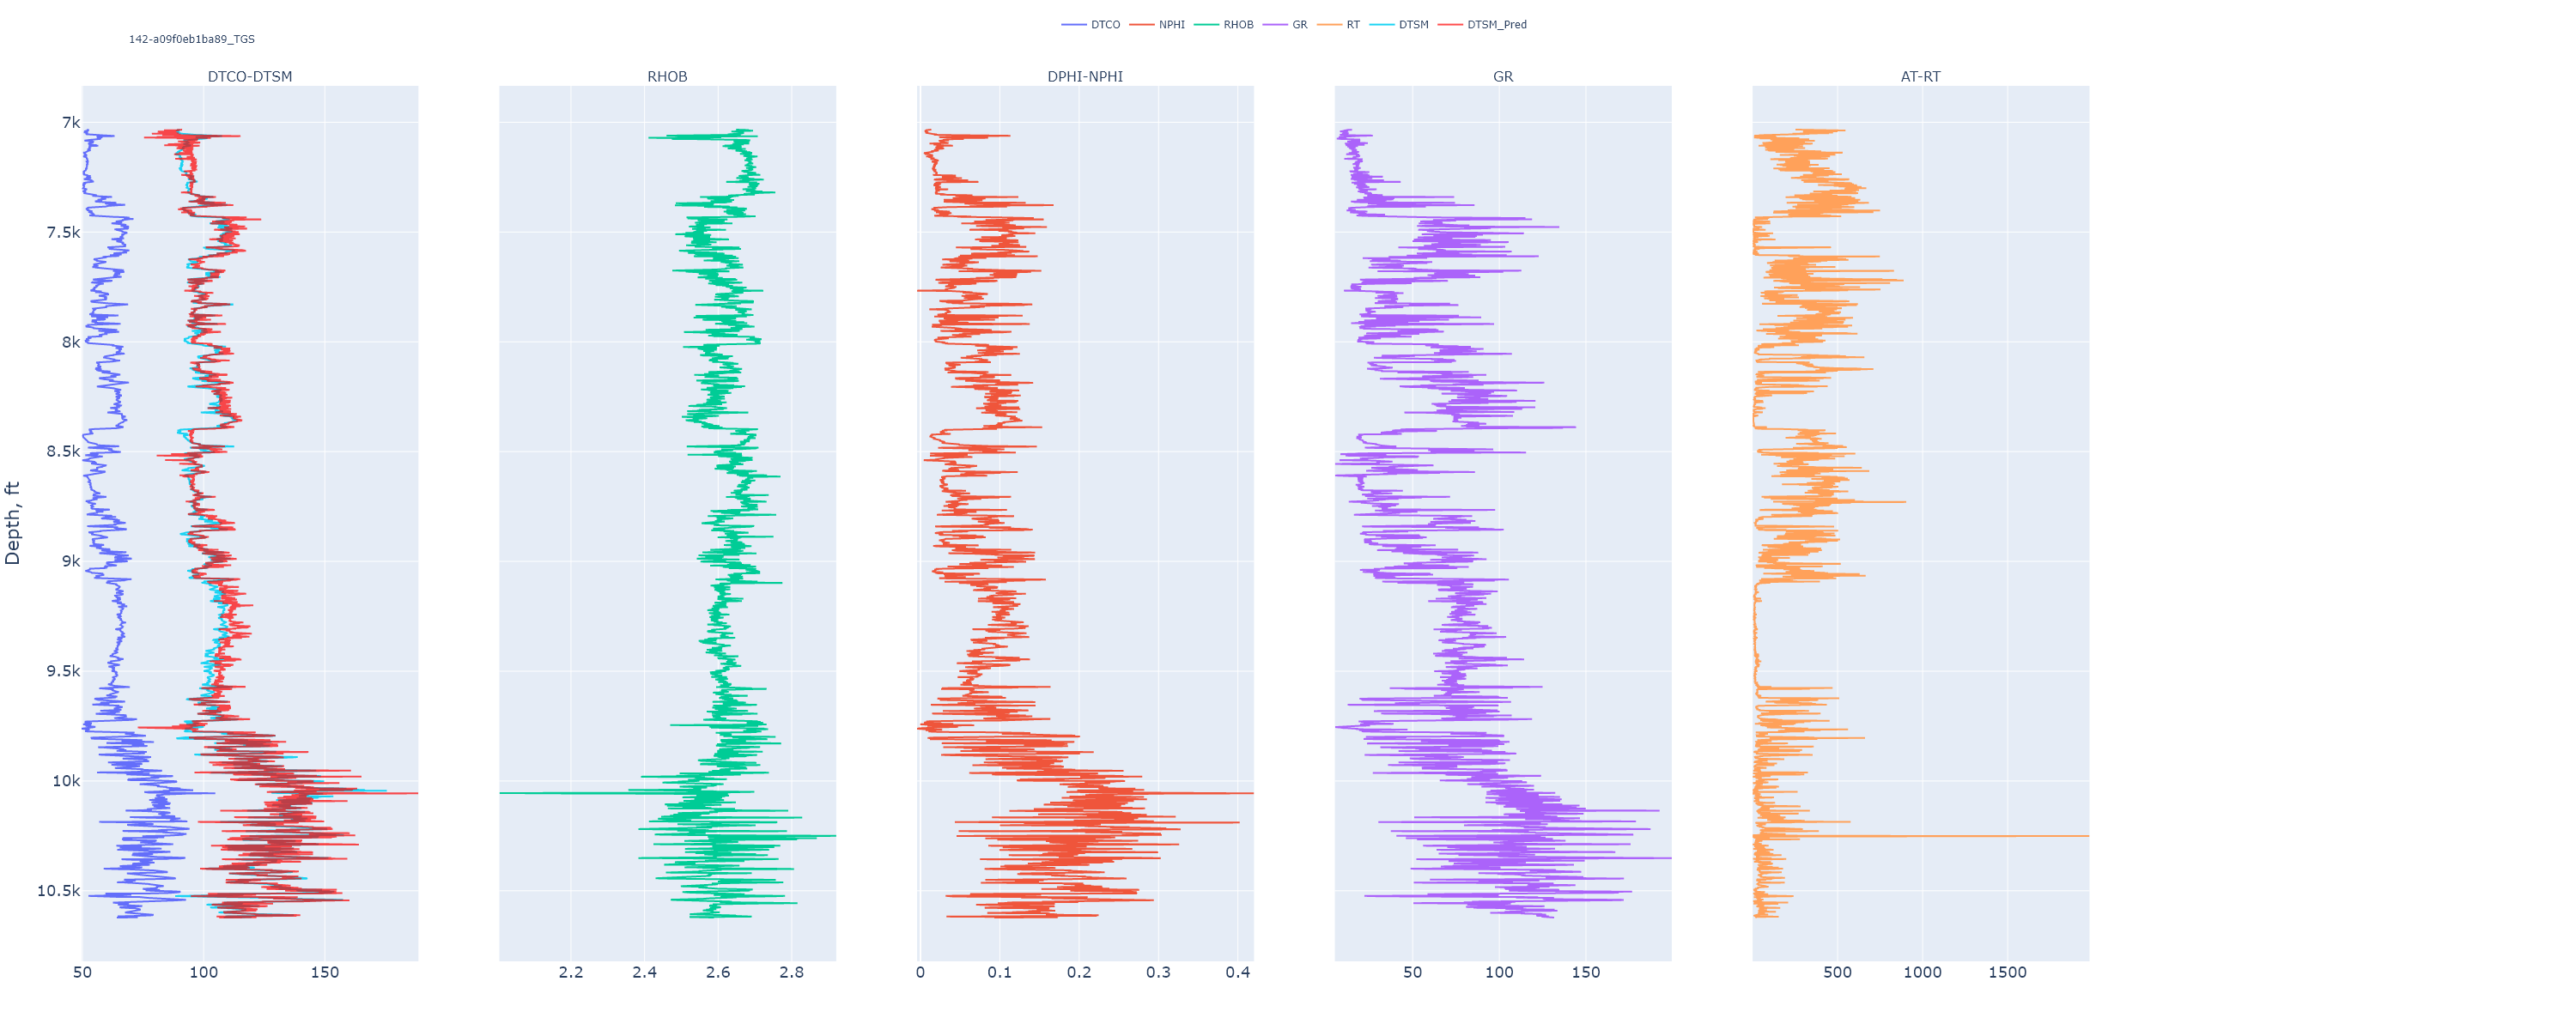 DTCO NPHI RHOB GR RT DTSM DTSM_Pred
142-a09f0eb1ba89_TGS
DTCO-DTSM RHOB DPHI-NPHI GR AT-RT
7k
7.5k
8k
8.5k
9k
9.5k
10k
10.5k
Depth, ft
50 100 150 2.2 2.4 2.6 2.8 0 0.1 0.2 0.3 0.4 50 100 150 500 1000 1500